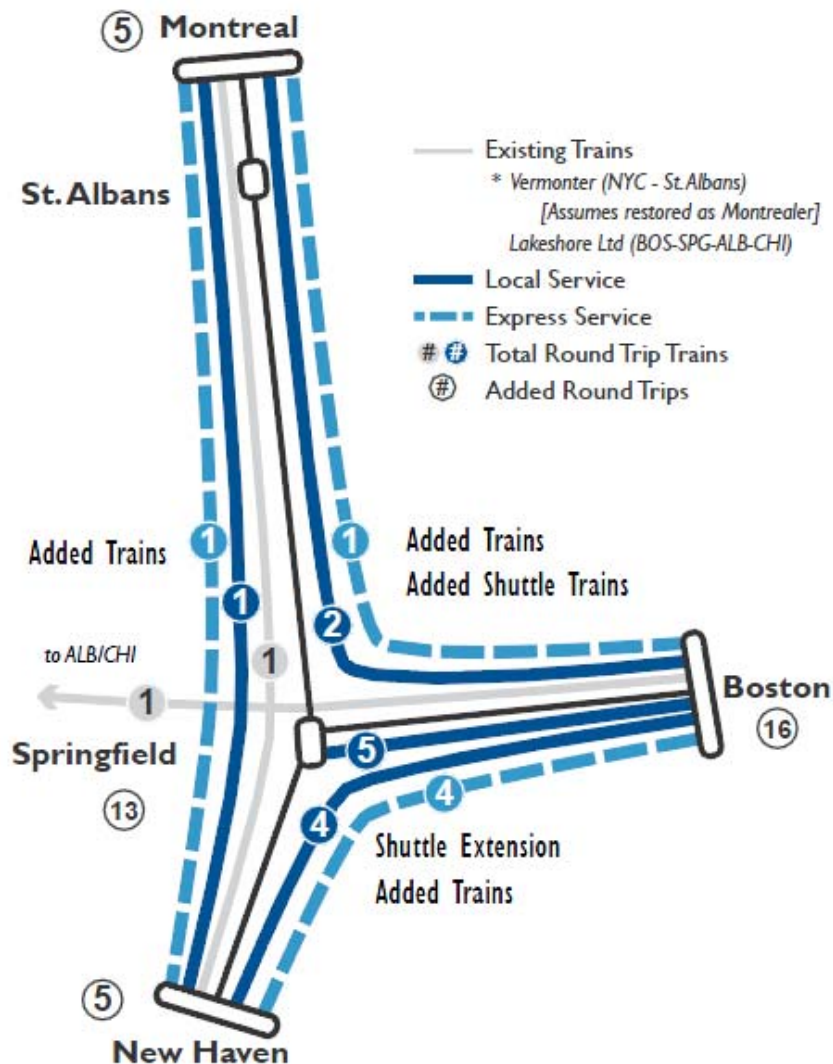 5 Montreal
St. Albans
Existing Trains
* Vermonter (NYC - St. Albans)
[Assumes restored as Montrealer]
Lakeshore Ltd (BOS-SPG-ALB-CHI)
Local Service
Express Service
# # Total Round Trip Trains
# Added Round Trips
1
1
Added Trains
Added Trains
Added Shuttle Trains
1
2
1
to ALB/CHI
1
Boston
16
Springfield
13
5
4
4
Shuttle Extension
Added Trains
5
New Haven